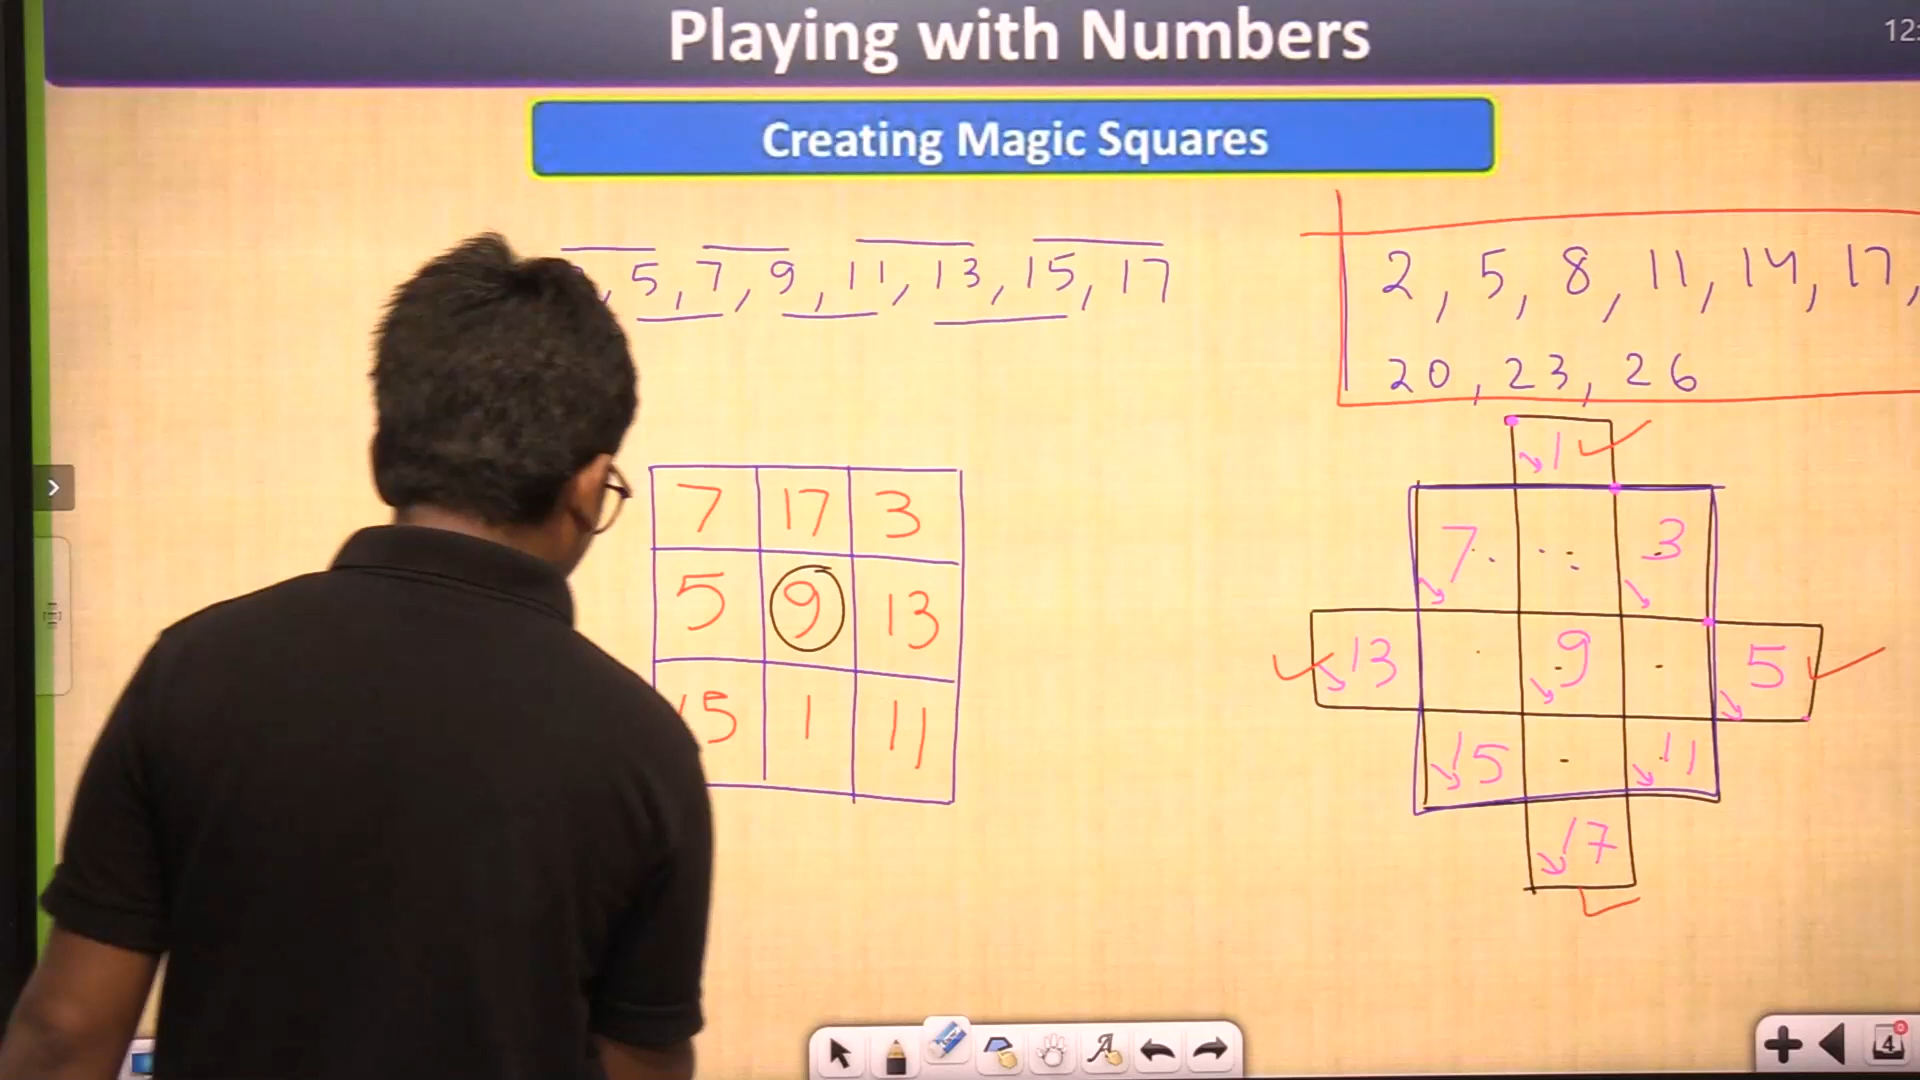 Playing with Numbers
12:
Creating Magic Squares
, 5, 7, 9, 11, 13, 15, 17
2, 5, 8, 11, 14, 17,
20, 23, 26
7 17 3
5 9 13
15 1 11
1
7 3
13 9 5
15 11
17
4